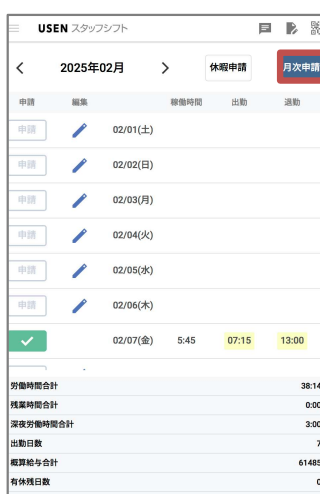 USEN スタッフシフト
2025年02月 休暇申請 月次申請
申請 編集 稼働時間 出勤 退勤
申請 02/01(土)
申請 02/02(日)
申請 02/03(月)
申請 02/04(火)
申請 02/05(水)
申請 02/06(木)
02/07(金) 5:45 07:15 13:00
労働時間合計 38:14
残業時間合計 0:00
深夜労働時間合計 3:00
出勤日数 7
概算給与合計 61485
有休残日数 0